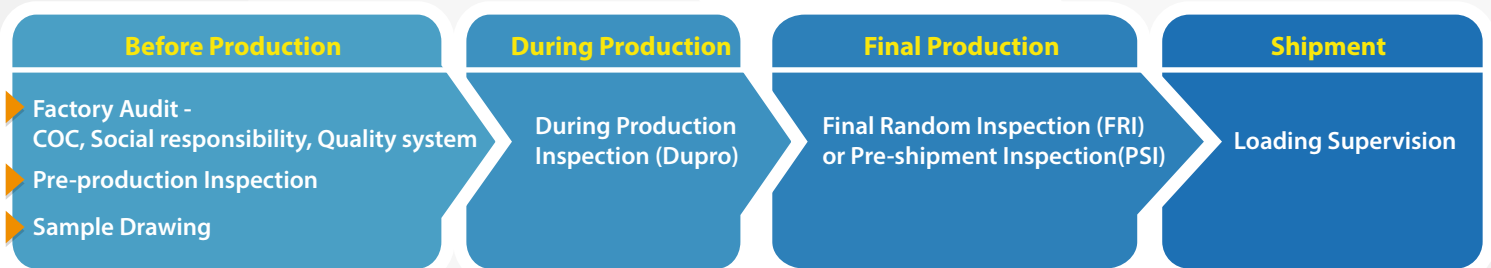 Before Production
Factory Audit -
COC, Social responsibility, Quality system
Pre-production Inspection
Sample Drawing
During Production
During Production
Inspection (Dupro)
Final Production
Final Random Inspection (FRI)
or Pre-shipment Inspection(PSI)
Shipment
Loading Supervision